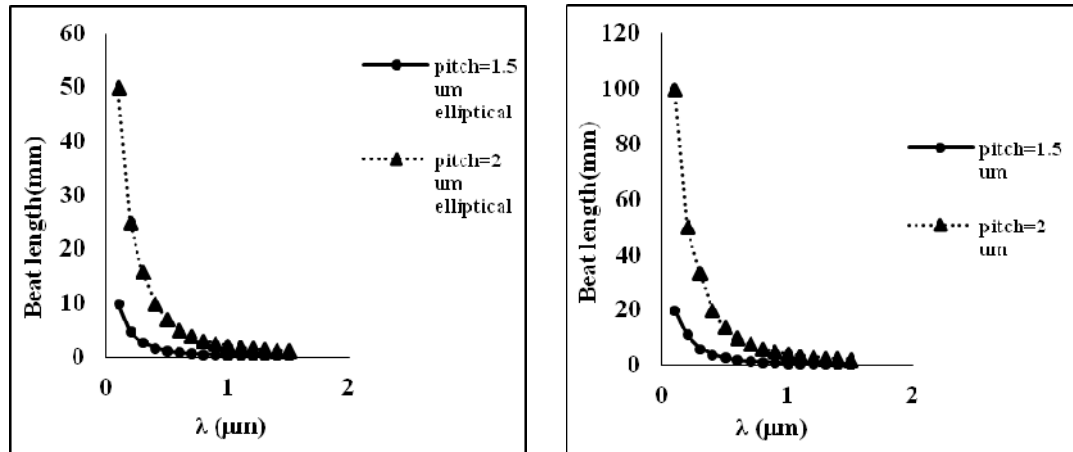 60
50
40
30
20
10
0
0
1
2
Beat length(mm)
λ (μm)
pitch=1.5
um
elliptical
pitch=2
um
elliptical
120
100
80
60
40
20
0
0
1
2
Beat length(mm)
λ (μm)
pitch=1.5
um
pitch=2
um